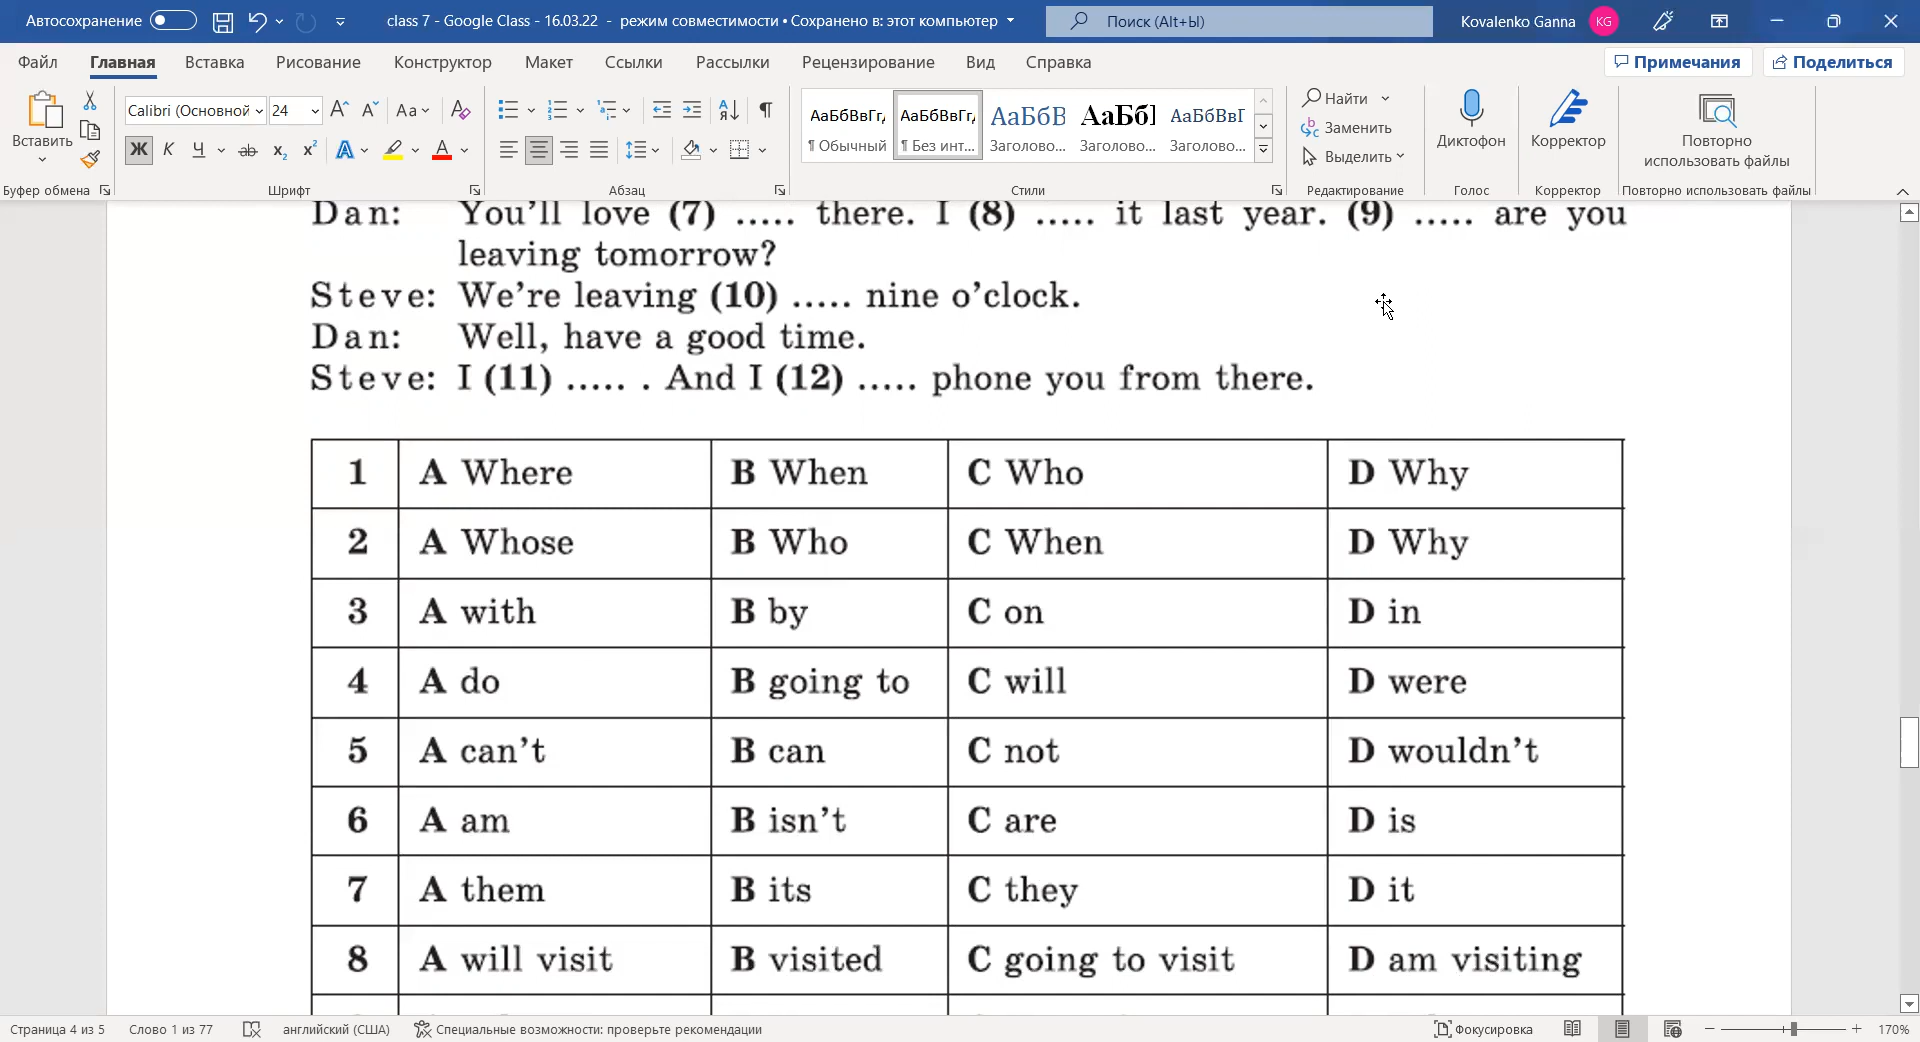 Автосохранение
class 7 - Google Class - 16.03.22 - режим совместимости • Сохранено в: этот компьютер
Поиск (Alt+Ы)
Kovalenko Ganna
KG
Файл Главная Вставка Рисование Конструктор Макет Ссылки Рассылки Рецензирование Вид Справка
Примечания
Поделиться
Вставить
Буфер обмена
Calibri (Основной
24
Aa
Ж К Ч ab x₂ x² A A
Шрифт
Абзац
АаБбВвГг, АаБбВвГг, АаБбВ АаБб] АаБбВвГ
¶ Обычный ¶ Без инт... Заголово... Заголово... Заголово...
Стили
Найти
Заменить
Выделить
Редактирование
Диктофон
Голос
Корректор
Корректор
Повторно
использовать файлы
Повторно использовать файлы
Dan: You'll love (7) ..... there. I (8) ..... it last year. (9) ..... are you
leaving tomorrow?
Steve: We're leaving (10) ..... nine o'clock.
Dan: Well, have a good time.
Steve: I (11) ..... . And I (12) ..... phone you from there.
1 A Where B When C Who D Why
2 A Whose B Who C When D Why
3 A with B by C on D in
4 A do B going to C will D were
5 A can't B can C not D wouldn't
6 A am B isn't C are D is
7 A them B its C they D it
8 A will visit B visited C going to visit D am visiting
Страница 4 из 5 Слово 1 из 77 английский (США) Специальные возможности: проверьте рекомендации Фокусировка 170%